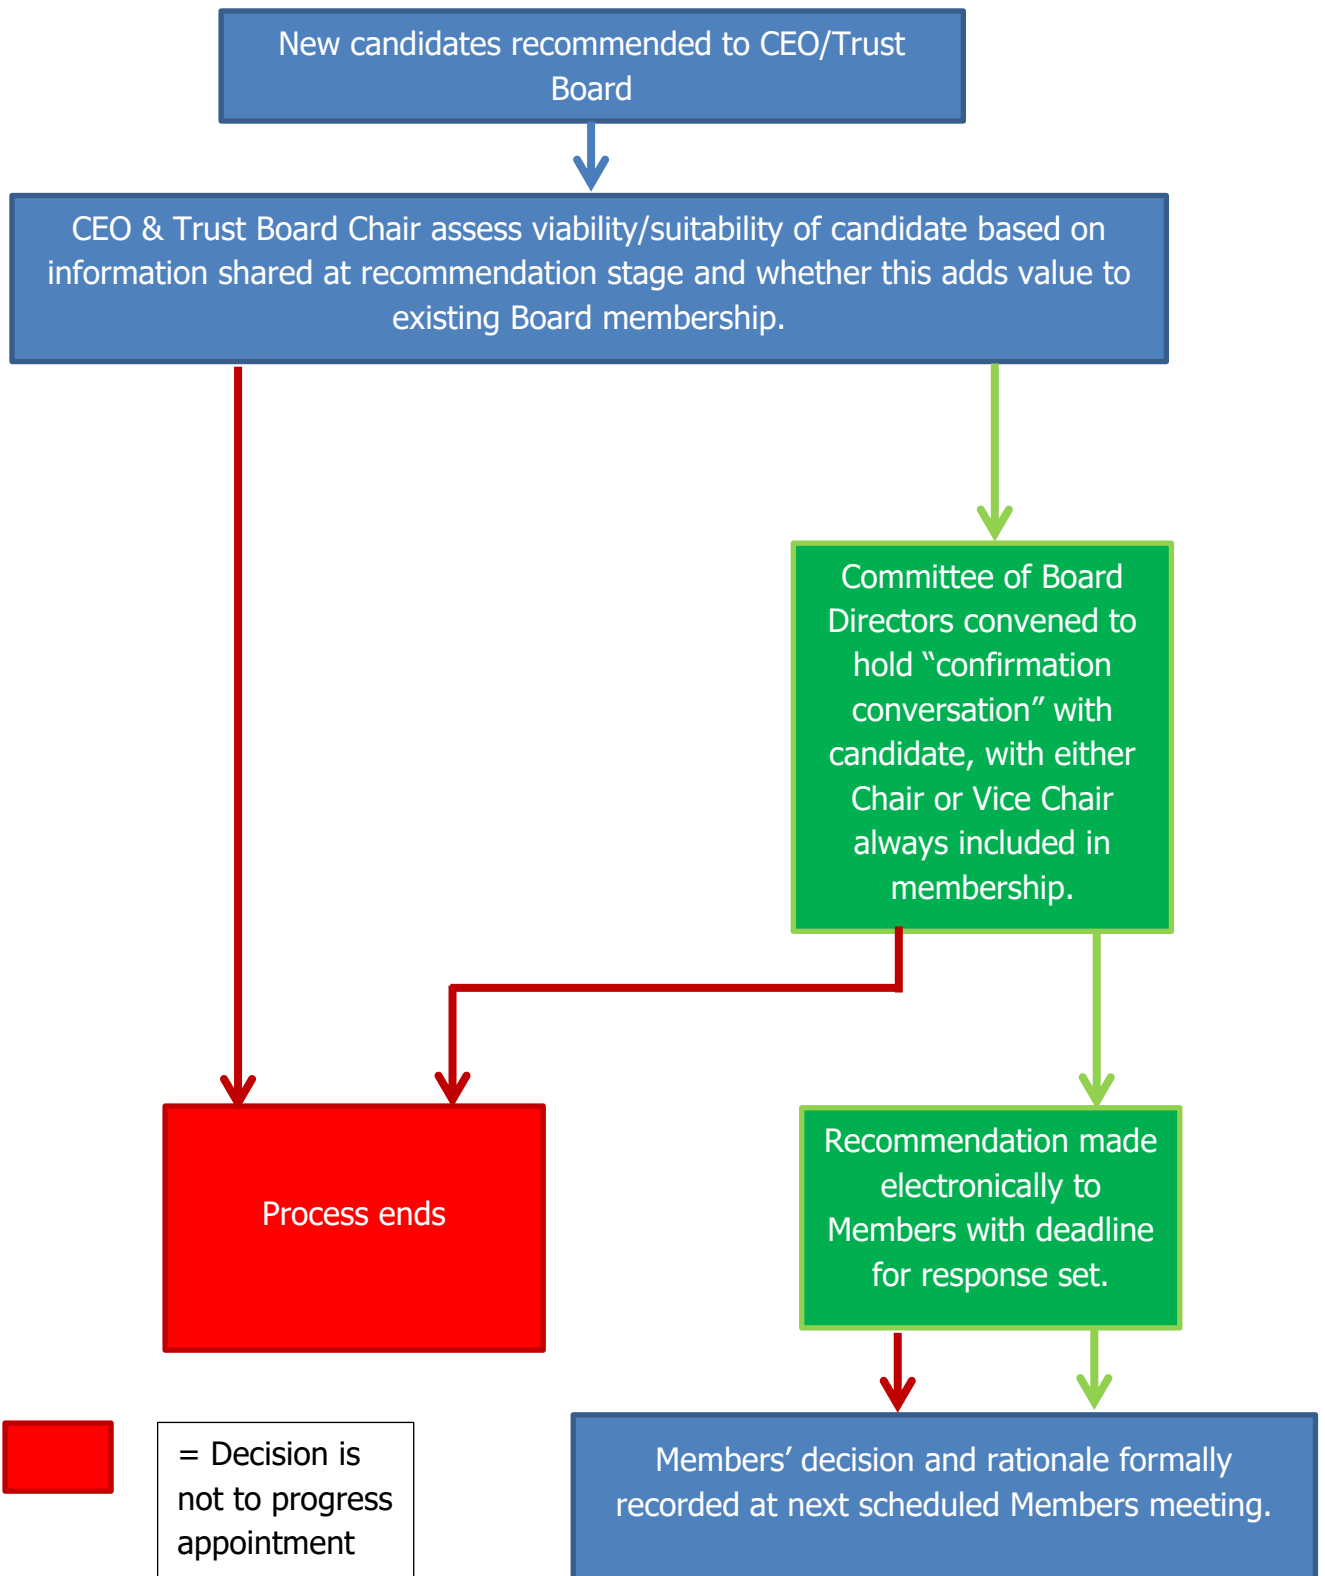 New candidates recommended to CEO/Trust
Board
CEO & Trust Board Chair assess viability/suitability of candidate based on
information shared at recommendation stage and whether this adds value to
existing Board membership.
Committee of Board
Directors convened to
hold “confirmation
conversation” with
candidate, with either
Chair or Vice Chair
always included in
membership.
Process ends
Recommendation made
electronically to
Members with deadline
for response set.
= Decision is
not to progress
appointment
Members’ decision and rationale formally
recorded at next scheduled Members meeting.